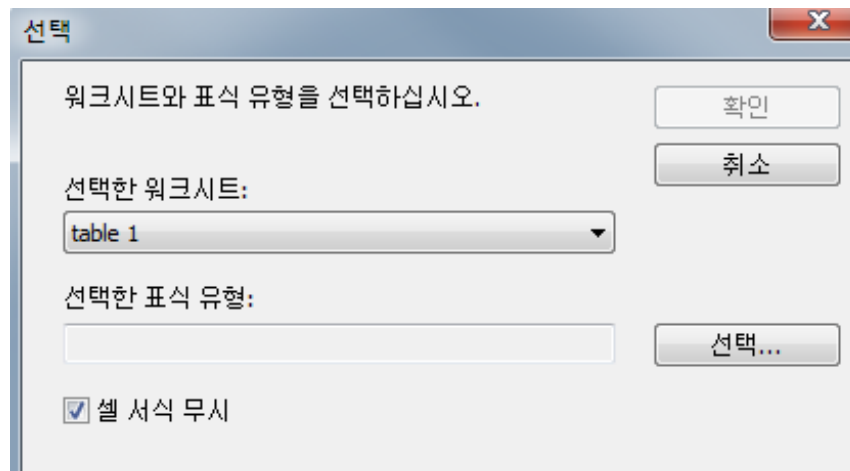 선택
워크시트와 표식 유형을 선택하십시오.
확인
취소
선택한 워크시트:
table 1
선택한 표식 유형:
선택...
셀 서식 무시